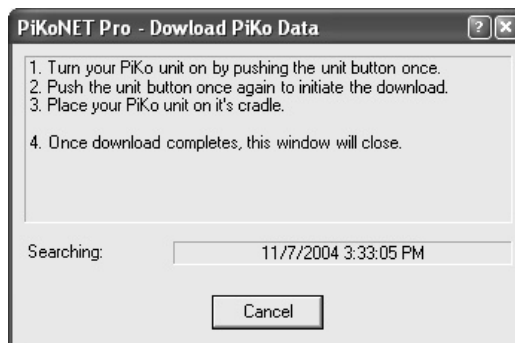 PiKoNET Pro - Dowload PiKo Data
1. Turn your PiKo unit on by pushing the unit button once.
2. Push the unit button once again to initiate the download.
3. Place your PiKo unit on it's cradle.
4. Once download completes, this window will close.
Searching: 11/7/2004 3:33:05 PM
Cancel